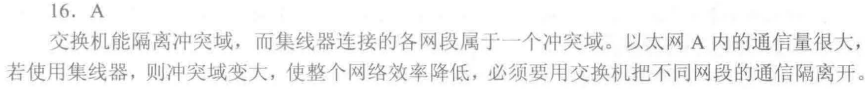 16. A
交换机能隔离冲突域，而集线器连接的各网段属于一个冲突域。以太网 A 内的通信量很大，
若使用集线器，则冲突域变大，使整个网络效率降低，必须要用交换机把不同网段的通信隔离开。